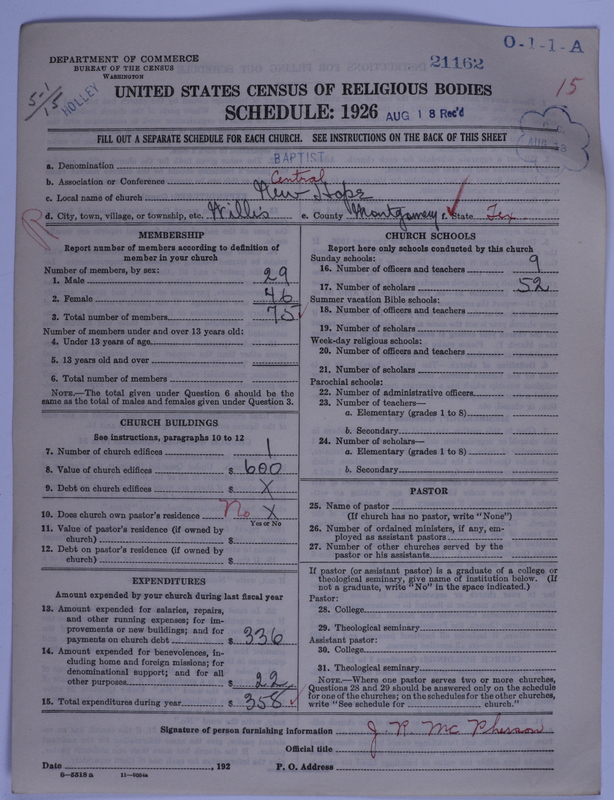 O-1-1-A
DEPARTMENT OF COMMERCE
BUREAU OF THE CENSUS
WASHINGTON
21162
5-1
15
HOLLEY
15
UNITED STATES CENSUS OF RELIGIOUS BODIES
SCHEDULE: 1926 AUG 18 Rec'd
FILL OUT A SEPARATE SCHEDULE FOR EACH CHURCH. SEE INSTRUCTIONS ON THE BACK OF THIS SHEET
a. Denomination BAPTIST
b. Association or Conference Central
c. Local name of church New Hope
d. City, town, village, or township, etc. Willis e. County Montgomery f. State Tex.
MEMBERSHIP
Report number of members according to definition of
member in your church
Number of members, by sex:
1. Male 29
2. Female 46
3. Total number of members 75
Number of members under and over 13 years old:
4. Under 13 years of age
5. 13 years old and over
6. Total number of members
NOTE.—The total given under Question 6 should be the
same as the total of males and females given under Question 3.
CHURCH BUILDINGS
See instructions, paragraphs 10 to 12
7. Number of church edifices 1
8. Value of church edifices $ 600
9. Debt on church edifices $ X
10. Does church own pastor's residence No X
Yes or No
11. Value of pastor's residence (if owned by
church) $
12. Debt on pastor's residence (if owned by
church) $
EXPENDITURES
Amount expended by your church during last fiscal year
13. Amount expended for salaries, repairs,
and other running expenses; for im-
provements or new buildings; and for
payments on church debt $ 336
14. Amount expended for benevolences, in-
cluding home and foreign missions; for
denominational support; and for all
other purposes $ 22
15. Total expenditures during year $ 358
CHURCH SCHOOLS
Report here only schools conducted by this church
Sunday schools:
16. Number of officers and teachers 9
17. Number of scholars 52
Summer vacation Bible schools:
18. Number of officers and teachers
19. Number of scholars
Week-day religious schools:
20. Number of officers and teachers
21. Number of scholars
Parochial schools:
22. Number of administrative officers
23. Number of teachers—
a. Elementary (grades 1 to 8)
b. Secondary
24. Number of scholars—
a. Elementary (grades 1 to 8)
b. Secondary
PASTOR
25. Name of pastor
(If church has no pastor, write "None")
26. Number of ordained ministers, if any, em-
ployed as assistant pastors
27. Number of other churches served by the
pastor or his assistants
If pastor (or assistant pastor) is a graduate of a college or
theological seminary, give name of institution below. (If
not a graduate, write "No" in the space indicated.)
Pastor:
28. College
29. Theological seminary
Assistant pastor:
30. College
31. Theological seminary
NOTE.—Where one pastor serves two or more churches,
Questions 28 and 29 should be answered only on the schedule
for one of the churches; on the schedules for the other churches,
write "See schedule for church."
Signature of person furnishing information J. R. McPherson
Official title
Date , 192 P. O. Address
8—5518 a